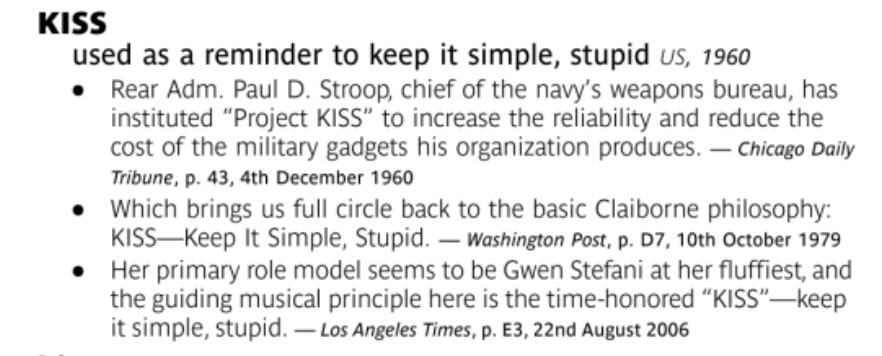 KISS
used as a reminder to keep it simple, stupid US, 1960
● Rear Adm. Paul D. Stroop, chief of the navy’s weapons bureau, has
instituted “Project KISS” to increase the reliability and reduce the
cost of the military gadgets his organization produces. — Chicago Daily
Tribune, p. 43, 4th December 1960
● Which brings us full circle back to the basic Claiborne philosophy:
KISS—Keep It Simple, Stupid. — Washington Post, p. D7, 10th October 1979
● Her primary role model seems to be Gwen Stefani at her fluffiest, and
the guiding musical principle here is the time-honored “KISS”—keep
it simple, stupid. — Los Angeles Times, p. E3, 22nd August 2006